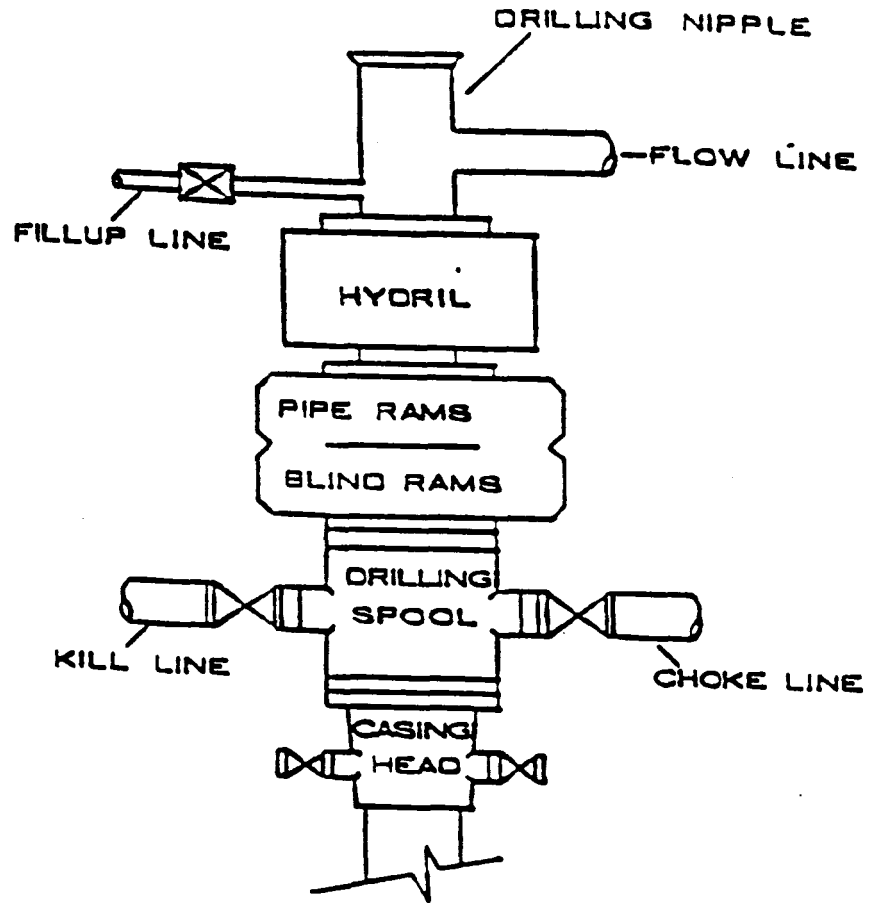 DRILLING NIPPLE
FLOW LINE
FILLUP LINE
HYDRIL
PIPE RAMS
BLIND RAMS
DRILLING
SPOOL
KILL LINE
CHOKE LINE
CASING
HEAD